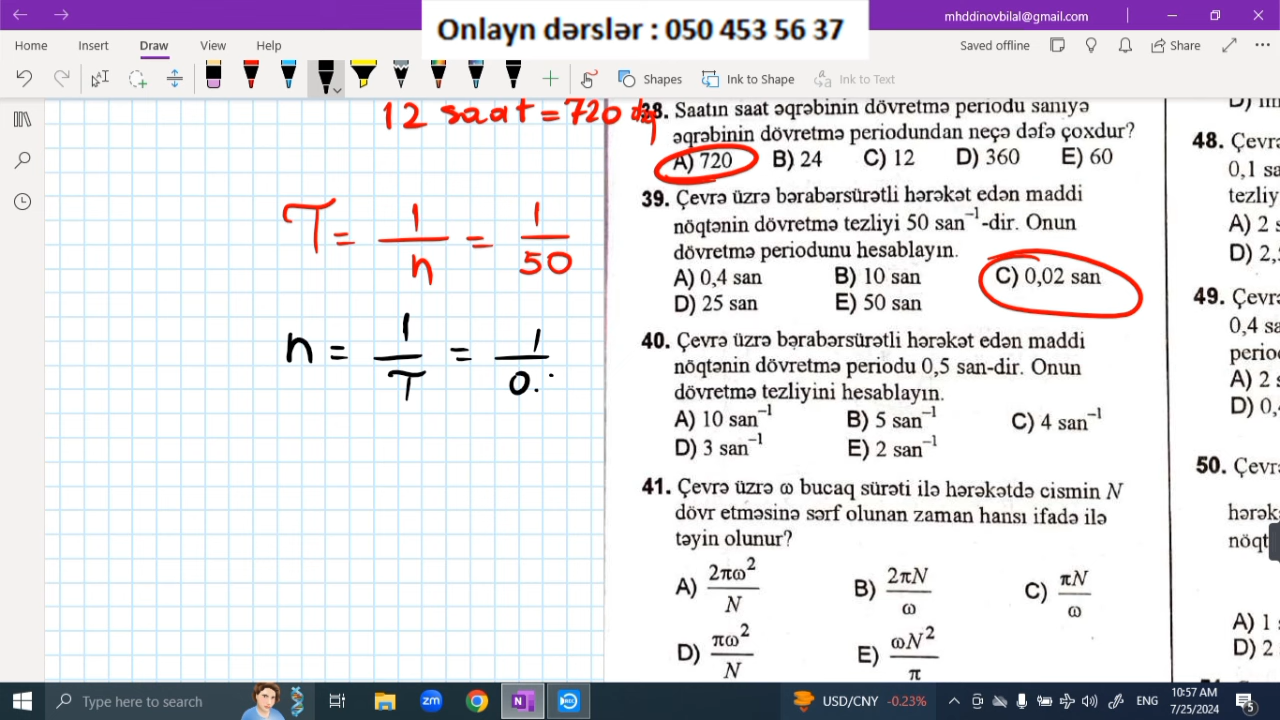 Onlayn dərslər : 050 453 56 37
mhddinovbilal@gmail.com
Home Insert Draw View Help
Saved offline
Share
Shapes
Ink to Shape
Ink to Text
12 saat = 720 dəq
T = 1/n = 1/50
n = 1/T = 1/0.
38. Saatın saat əqrəbinin dövretmə periodu saniyə
əqrəbinin dövretmə periodundan neçə dəfə çoxdur?
A) 720 B) 24 C) 12 D) 360 E) 60
39. Çevrə üzrə bərabərsürətli hərəkət edən maddi
nöqtənin dövretmə tezliyi 50 san⁻¹-dir. Onun
dövretmə periodunu hesablayın.
A) 0,4 san B) 10 san C) 0,02 san
D) 25 san E) 50 san
40. Çevrə üzrə bərabərsürətli hərəkət edən maddi
nöqtənin dövretmə periodu 0,5 san-dir. Onun
dövretmə tezliyini hesablayın.
A) 10 san⁻¹ B) 5 san⁻¹ C) 4 san⁻¹
D) 3 san⁻¹ E) 2 san⁻¹
41. Çevrə üzrə ω bucaq sürəti ilə hərəkətdə cismin N
dövr etməsinə sərf olunan zaman hansı ifadə ilə
təyin olunur?
A) 2πω²/N B) 2πN/ω C) πN/ω
D) πω²/N E) ωN²/π
48. Çevrə
0,1 sa
tezliy
A) 2 s
D) 2,
49. Çevrə
0,4 sa
perio
A) 2 s
D) 0,
50. Çevrə
hərək
nöqt
A) 1
D) 2
Type here to search
zm
USD/CNY -0.23%
ENG
10:57 AM
7/25/2024
5